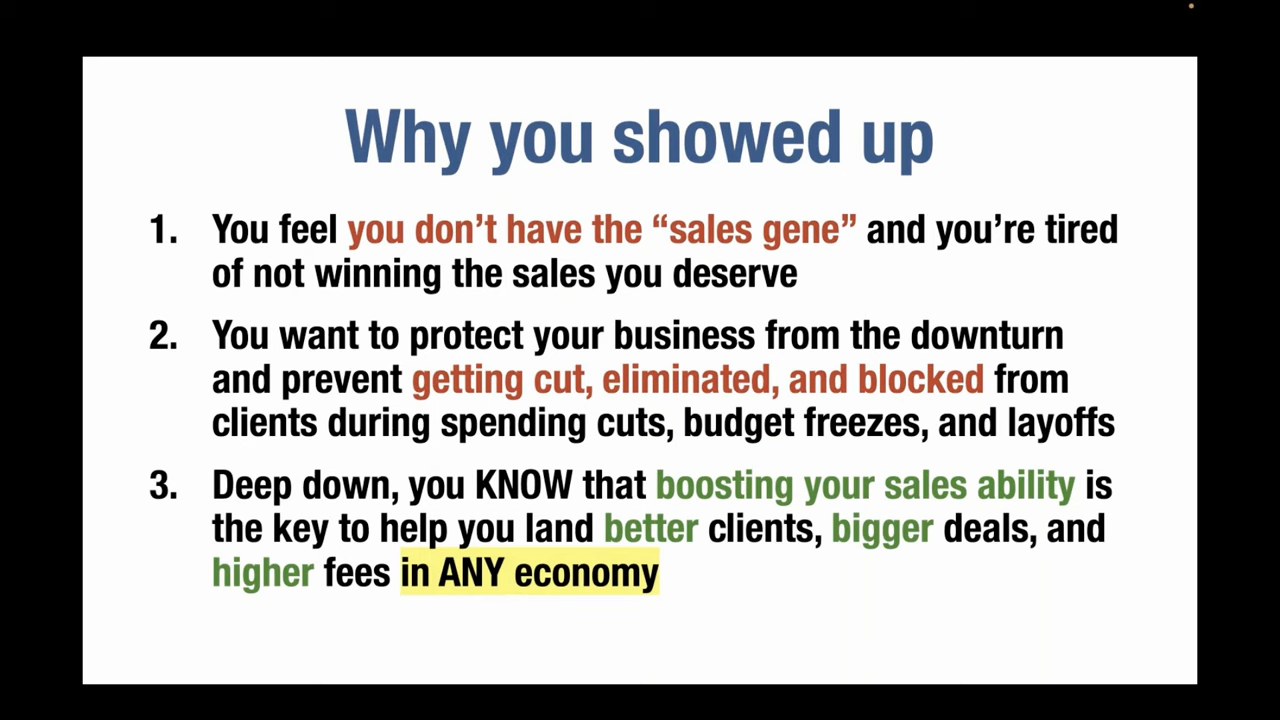 Why you showed up
1. You feel you don’t have the “sales gene” and you’re tired
of not winning the sales you deserve
2. You want to protect your business from the downturn
and prevent getting cut, eliminated, and blocked from
clients during spending cuts, budget freezes, and layoffs
3. Deep down, you KNOW that boosting your sales ability is
the key to help you land better clients, bigger deals, and
higher fees in ANY economy